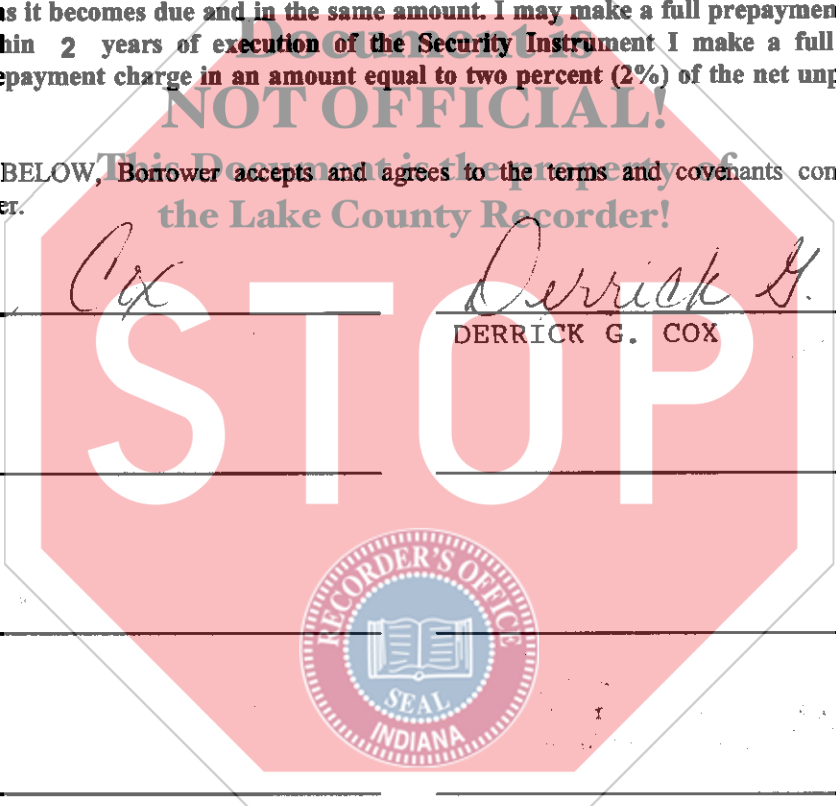 as it becomes due and in the same amount. I may make a full prepaymen
Document is
hin 2 years of execution of the Security Instrument I make a full
epayment charge in an amount equal to two percent (2%) of the net unp
NOT OFFICIAL!
This Document is the property of
BELOW, Borrower accepts and agrees to the terms and covenants con
er.
the Lake County Recorder!
Cox
Derrick G.
DERRICK G. COX
STOP
RECORDER'S OFFICE
SEAL
INDIANA